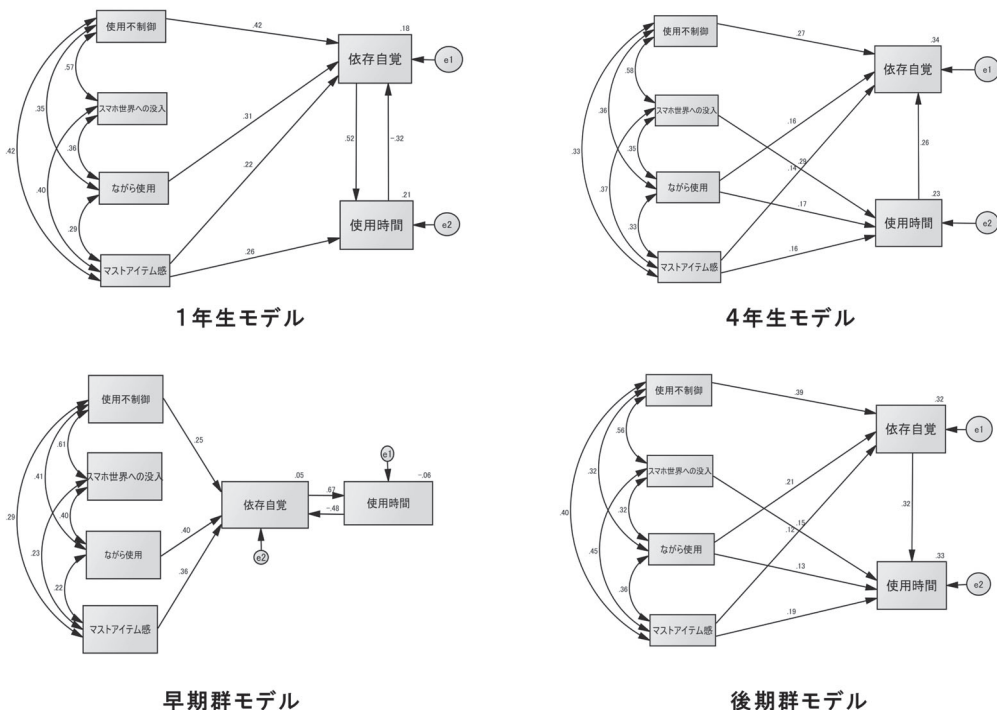 使用不制御
スマホ世界への没入
ながら使用
マストアイテム感
依存自覚
使用時間
e1
e2
.42
.18
.57
.35
.42
.36
.40
.29
.31
.22
.52
-.32
.21
.26
1年生モデル
使用不制御
スマホ世界への没入
ながら使用
マストアイテム感
依存自覚
使用時間
e1
e2
.27
.34
.58
.36
.33
.35
.37
.33
.16
.29
.14
.17
.26
.23
.16
4年生モデル
使用不制御
スマホ世界への没入
ながら使用
マストアイテム感
依存自覚
使用時間
e1
e2
.25
.61
.41
.29
.40
.23
.22
.40
.36
.05
.67
-.48
-.06
早期群モデル
使用不制御
スマホ世界への没入
ながら使用
マストアイテム感
依存自覚
使用時間
e1
e2
.39
.32
.56
.32
.40
.32
.45
.36
.21
.15
.12
.13
.32
.33
.19
後期群モデル